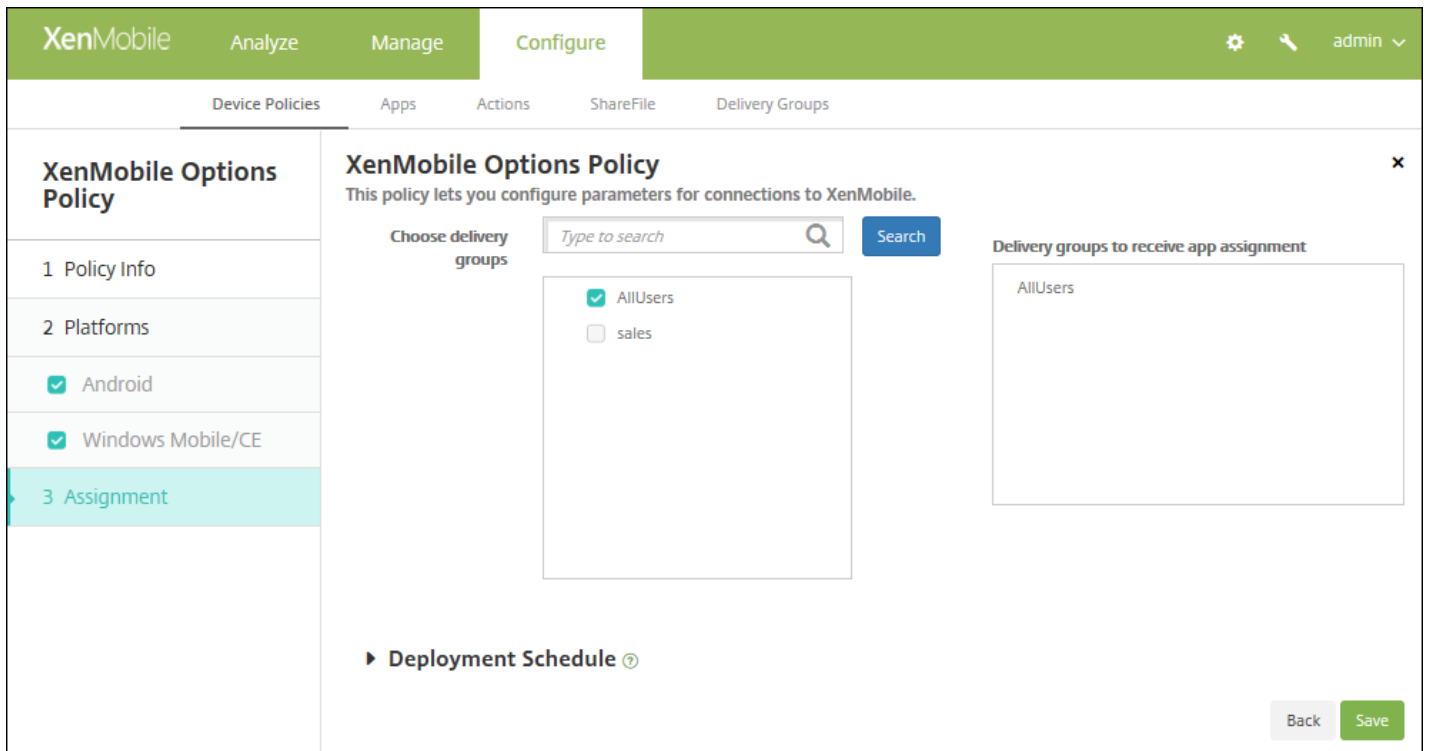 XenMobile Analyze Manage Configure admin
Device Policies Apps Actions ShareFile Delivery Groups
XenMobile Options
Policy
1 Policy Info
2 Platforms
Android
Windows Mobile/CE
3 Assignment
XenMobile Options Policy
This policy lets you configure parameters for connections to XenMobile.
Choose delivery
groups
Type to search
Search
AllUsers
sales
Delivery groups to receive app assignment
AllUsers
Deployment Schedule ?
Back Save